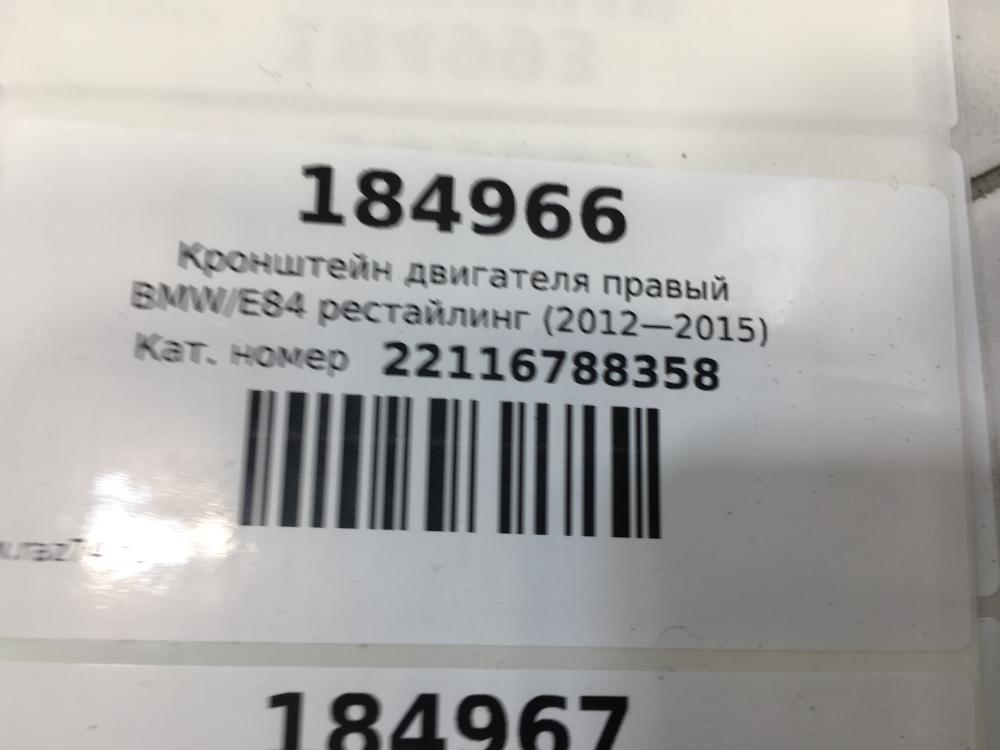 184966
Кронштейн двигателя правый
BMW/E84 рестайлинг (2012—2015)
Кат. номер 22116788358
184967